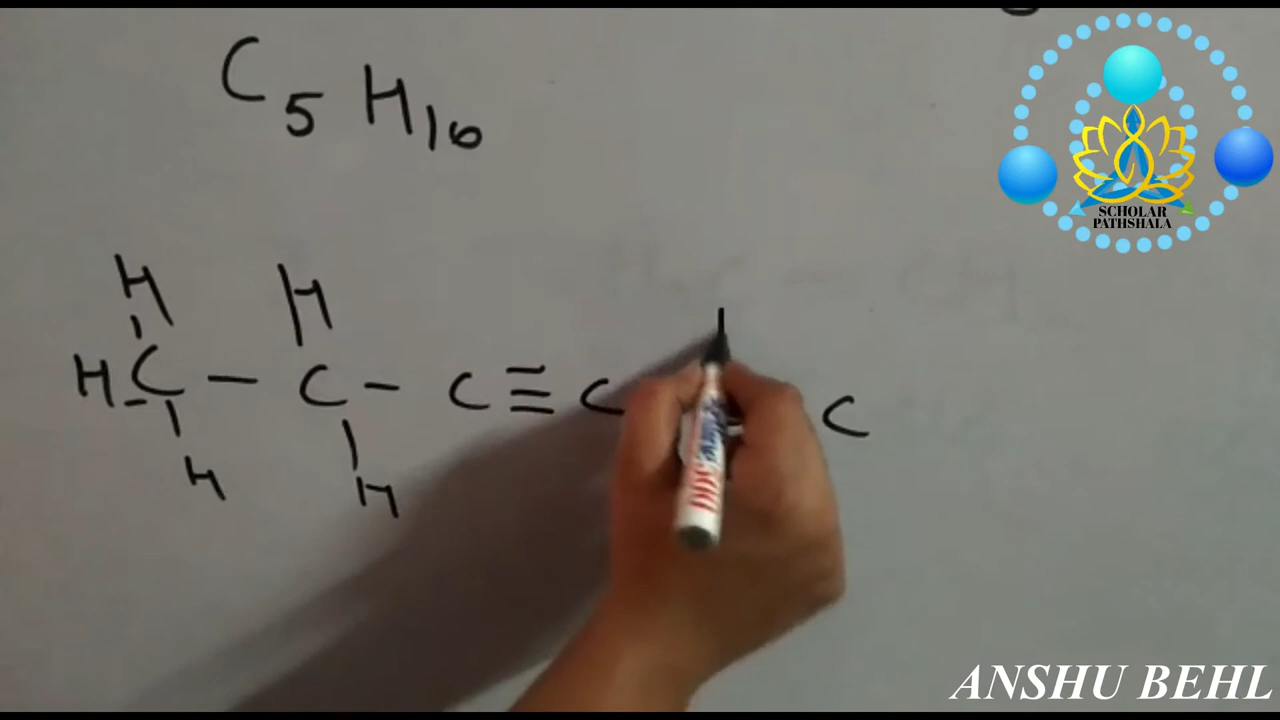 C5H10
SCHOLAR
PATHSHALA
H H
HC - C - C ≡ C C
H H
ANSHU BEHL